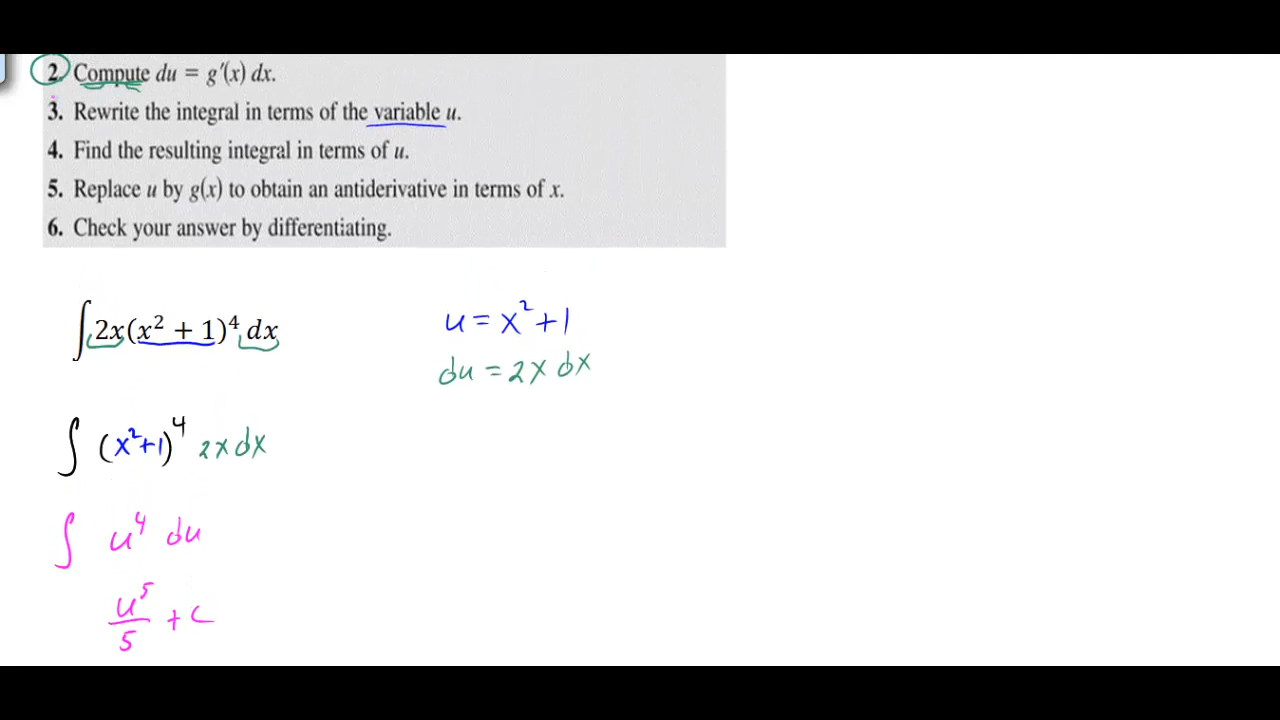 2. Compute du = g′(x) dx.
3. Rewrite the integral in terms of the variable u.
4. Find the resulting integral in terms of u.
5. Replace u by g(x) to obtain an antiderivative in terms of x.
6. Check your answer by differentiating.
∫2x(x² + 1)⁴ dx
u = x² + 1
du = 2x dx
∫ (x²+1)⁴ 2x dx
∫ u⁴ du
u⁵/5 + c